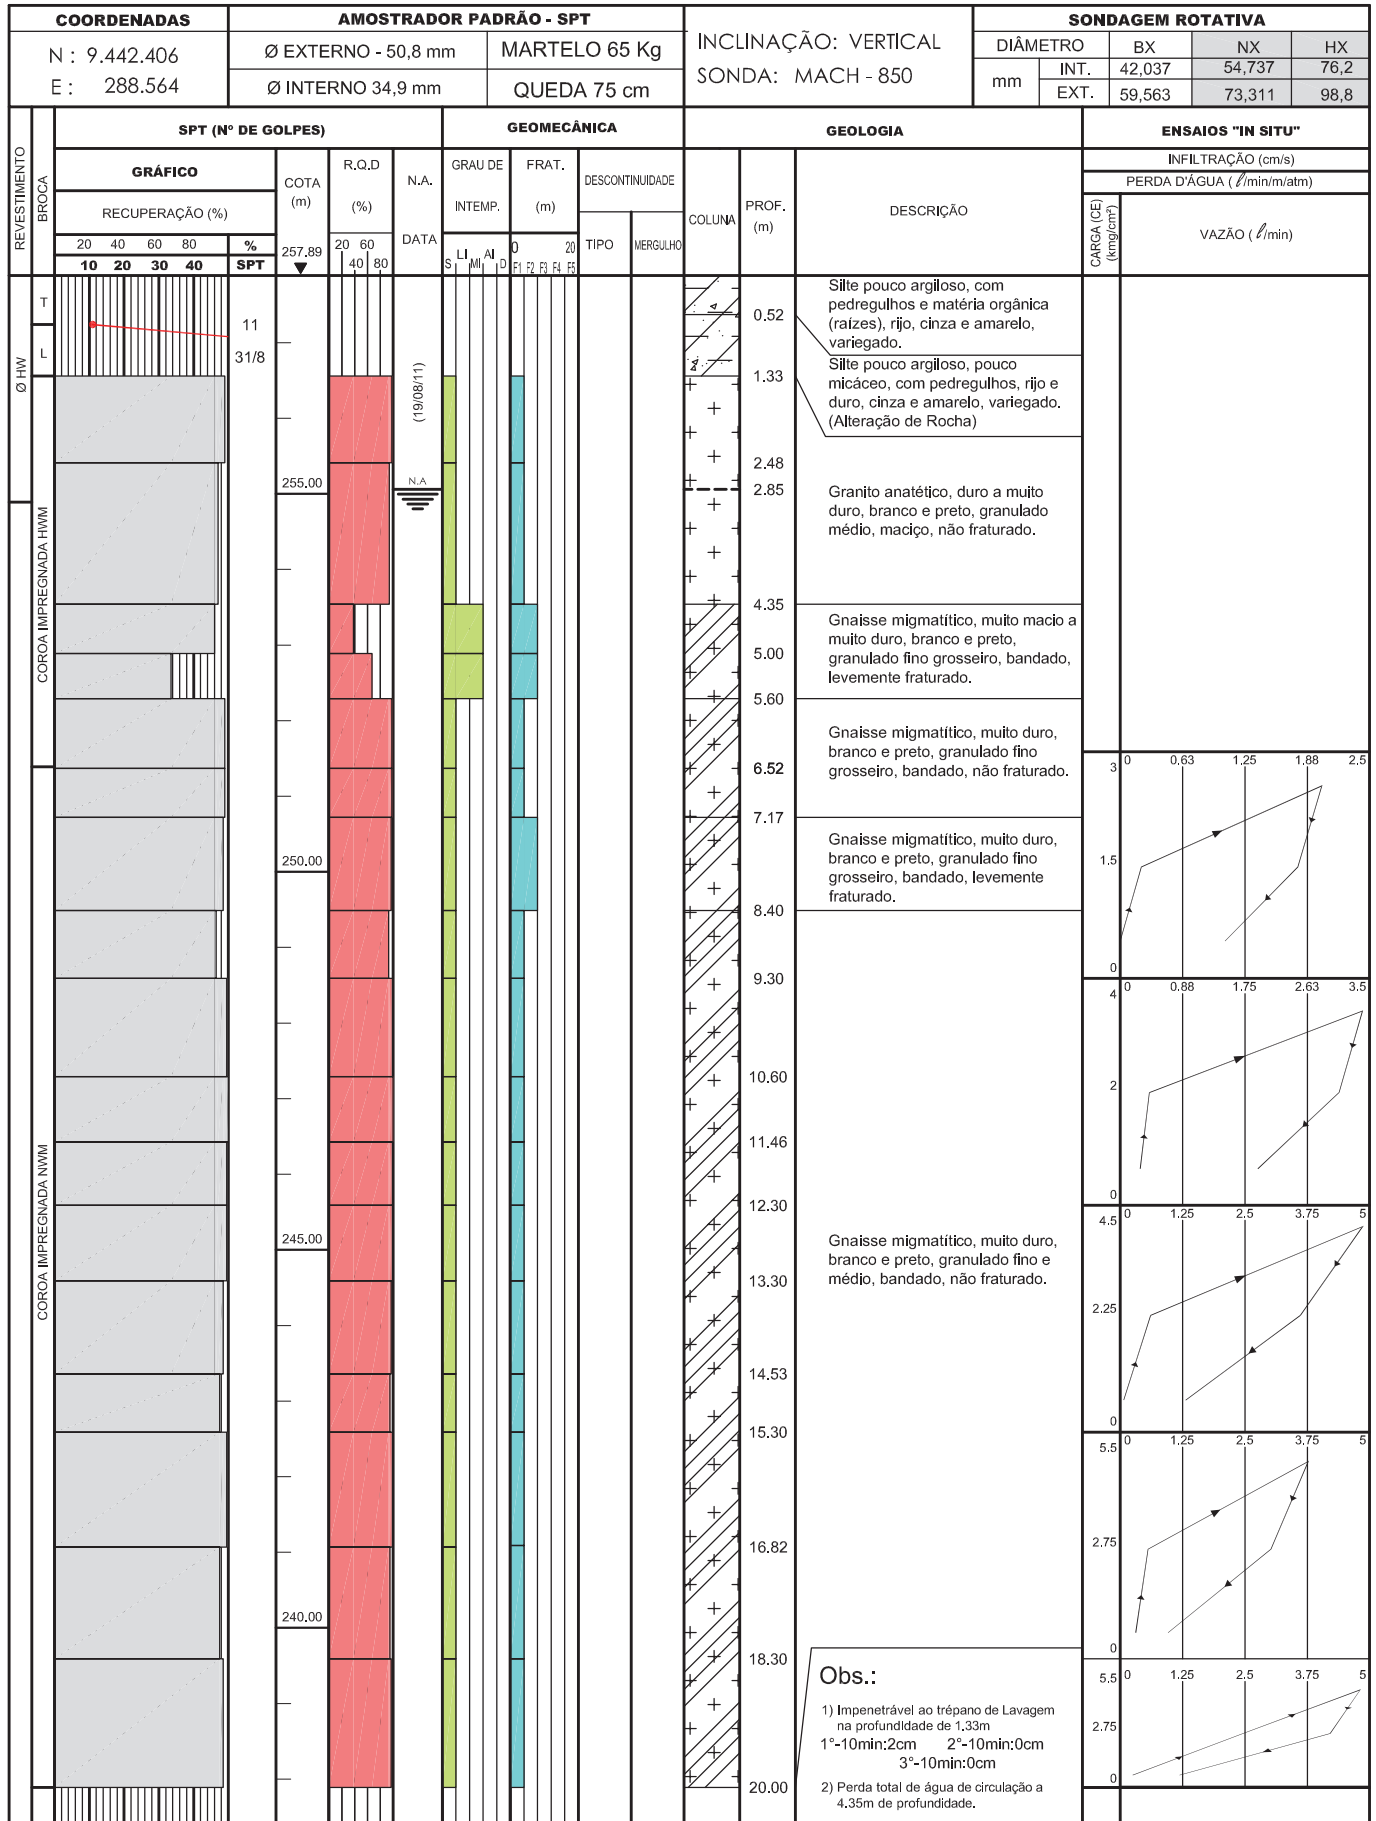 COORDENADAS
N : 9.442.406
E : 288.564
AMOSTRADOR PADRÃO - SPT
Ø EXTERNO - 50,8 mm
MARTELO 65 Kg
Ø INTERNO 34,9 mm
QUEDA 75 cm
INCLINAÇÃO: VERTICAL
SONDA: MACH - 850
SONDAGEM ROTATIVA
DIÂMETRO BX NX HX
mm INT. 42,037 54,737 76,2
EXT. 59,563 73,311 98,8
REVESTIMENTO
BROCA
SPT (Nº DE GOLPES)
GRÁFICO
RECUPERAÇÃO (%)
20 40 60 80 %
10 20 30 40 SPT
COTA
(m)
257.89
R.Q.D
(%)
20 60
40 80
N.A.
DATA
GEOMECÂNICA
GRAU DE
INTEMP.
S LI MI AI D
FRAT.
(m)
0 20
F1 F2 F3 F4 F5
DESCONTINUIDADE
TIPO
MERGULHO
GEOLOGIA
COLUNA
PROF.
(m)
DESCRIÇÃO
ENSAIOS "IN SITU"
INFILTRAÇÃO (cm/s)
PERDA D'ÁGUA ( ℓ/min/m/atm)
CARGA (CE)
(kmg/cm²)
VAZÃO ( ℓ/min)
Ø HW
T
L
COROA IMPREGNADA HWM
COROA IMPREGNADA NWM
11
31/8
255.00
250.00
245.00
240.00
(19/08/11)
N.A
0.52
1.33
2.48
2.85
4.35
5.00
5.60
6.52
7.17
8.40
9.30
10.60
11.46
12.30
13.30
14.53
15.30
16.82
18.30
20.00
Silte pouco argiloso, com
pedregulhos e matéria orgânica
(raízes), rijo, cinza e amarelo,
variegado.
Silte pouco argiloso, pouco
micáceo, com pedregulhos, rijo e
duro, cinza e amarelo, variegado.
(Alteração de Rocha)
Granito anatético, duro a muito
duro, branco e preto, granulado
médio, maciço, não fraturado.
Gnaisse migmatítico, muito macio a
muito duro, branco e preto,
granulado fino grosseiro, bandado,
levemente fraturado.
Gnaisse migmatítico, muito duro,
branco e preto, granulado fino
grosseiro, bandado, não fraturado.
Gnaisse migmatítico, muito duro,
branco e preto, granulado fino
grosseiro, bandado, levemente
fraturado.
Gnaisse migmatítico, muito duro,
branco e preto, granulado fino e
médio, bandado, não fraturado.
Obs.:
1) Impenetrável ao trépano de Lavagem
na profundidade de 1.33m
1°-10min:2cm 2°-10min:0cm
3°-10min:0cm
2) Perda total de água de circulação a
4.35m de profundidade.
0 0.63 1.25 1.88 2.5
3
1.5
0
0 0.88 1.75 2.63 3.5
4
2
0
0 1.25 2.5 3.75 5
4.5
2.25
0
0 1.25 2.5 3.75 5
5.5
2.75
0
0 1.25 2.5 3.75 5
5.5
2.75
0